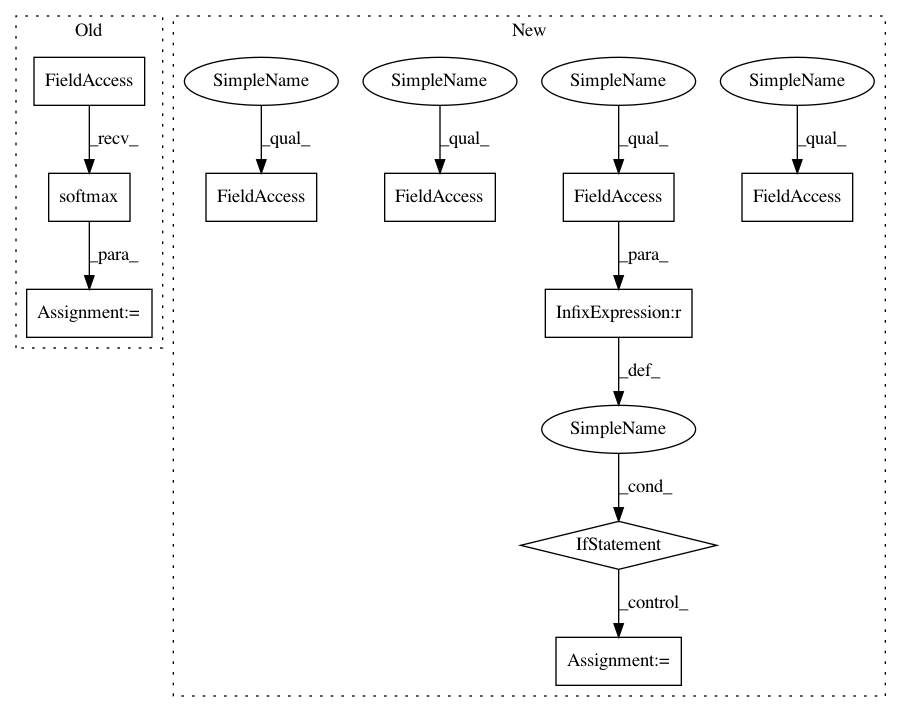 Old
New
FieldAccess
SimpleName
SimpleName
SimpleName
SimpleName
_recv_
_qual_
_qual_
_qual_
_qual_
softmax
FieldAccess
FieldAccess
FieldAccess
FieldAccess
_para_
_para_
Assignment:=
InfixExpression:r
_def_
SimpleName
_cond_
IfStatement
_control_
Assignment:=